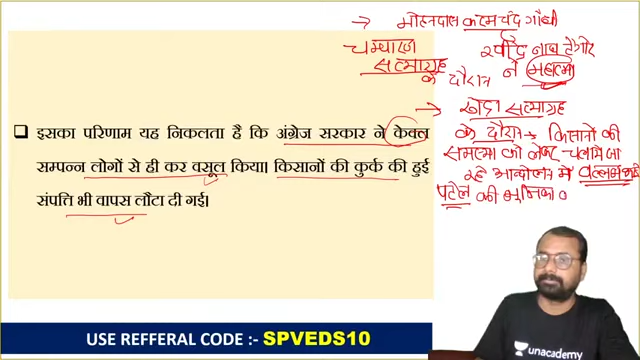 → मोहनदास करमचंद गाँधी
चम्पारण सत्याग्रह
के दौरान
रवींद्र नाथ टैगोर
ने महात्मा
→ खेड़ा सत्याग्रह
के दौरान → किसानों की
समस्या को लेकर चलाये जा
रहे आन्दोलन में वल्लभ भाई
पटेल की भूमिका
❑ इसका परिणाम यह निकलता है कि अंग्रेज सरकार ने केवल
सम्पन्न लोगों से ही कर वसूल किया। किसानों की कुर्क की हुई
संपत्ति भी वापस लौटा दी गई।
unacademy
USE REFFERAL CODE :- SPVEDS10